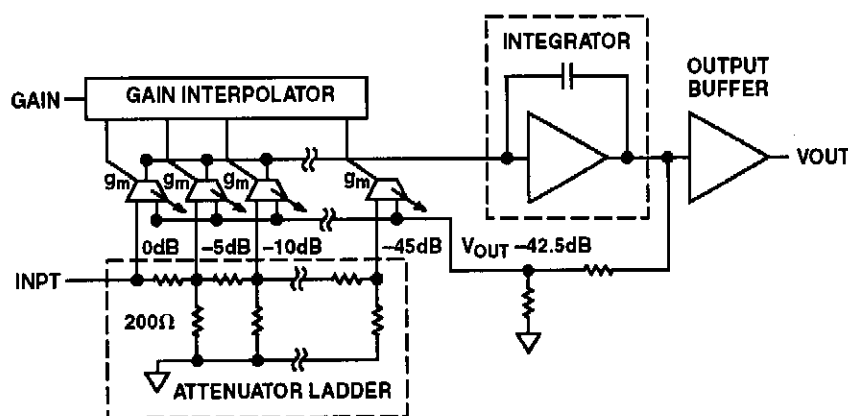 INTEGRATOR
OUTPUT
BUFFER
GAIN
GAIN INTERPOLATOR
VOUT
gm gm gm gm
0dB −5dB −10dB −45dB VOUT −42.5dB
INPT
200Ω
ATTENUATOR LADDER